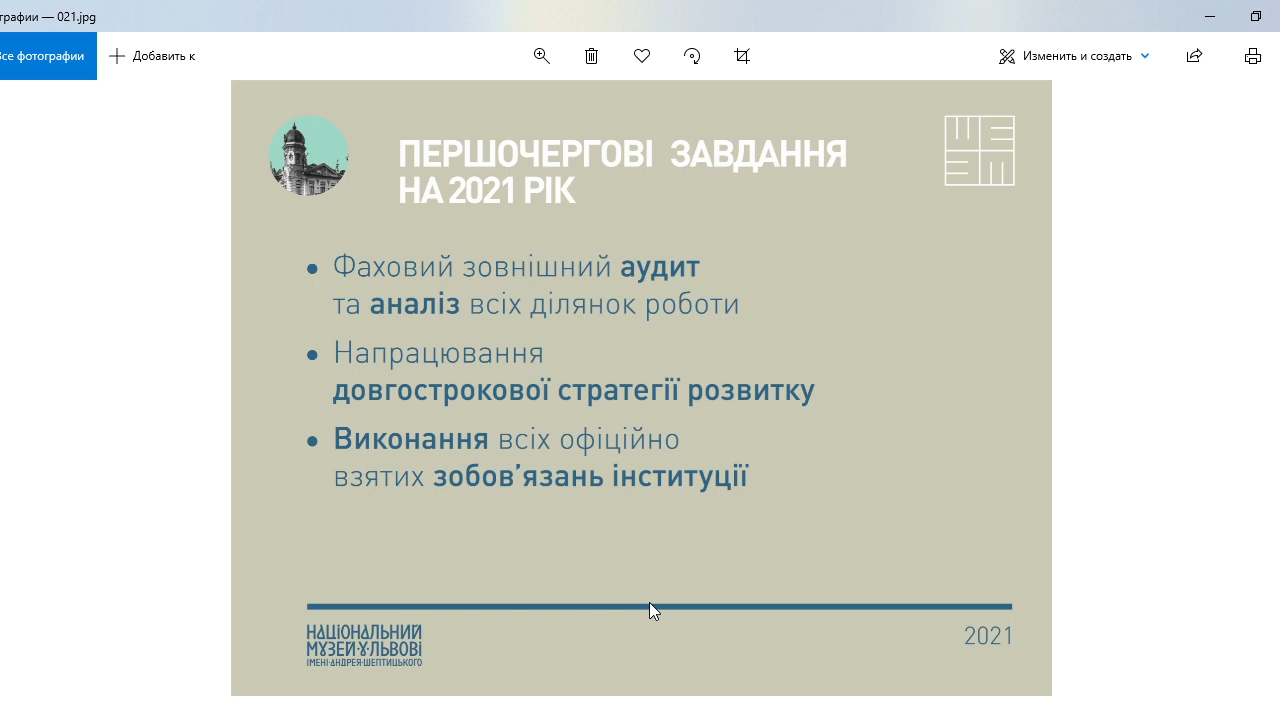 графии — 021.jpg
Все фотографии
Добавить к
Изменить и создать
ПЕРШОЧЕРГОВІ ЗАВДАННЯ
НА 2021 РІК
• Фаховий зовнішний аудит
та аналіз всіх ділянок роботи
• Напрацювання
довгострокової стратегії розвитку
• Виконання всіх офіційно
взятих зобов’язань інституції
НАЦІОНАЛЬНИЙ
МУЗЕЙ·У·ЛЬВОВІ
ІМЕНІ·АНДРЕЯ·ШЕПТИЦЬКОГО
2021